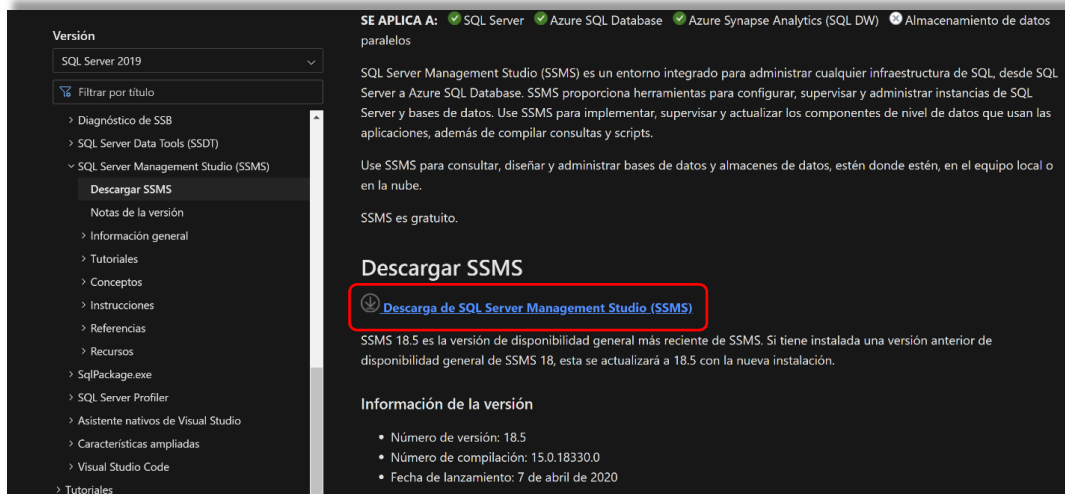 Versión
SQL Server 2019
Filtrar por título
> Diagnóstico de SSB
> SQL Server Data Tools (SSDT)
SQL Server Management Studio (SSMS)
Descargar SSMS
Notas de la versión
> Información general
> Tutoriales
> Conceptos
> Instrucciones
> Referencias
> Recursos
> SqlPackage.exe
> SQL Server Profiler
> Asistente nativos de Visual Studio
> Características ampliadas
> Visual Studio Code
> Tutoriales
SE APLICA A: SQL Server Azure SQL Database Azure Synapse Analytics (SQL DW) Almacenamiento de datos
paralelos
SQL Server Management Studio (SSMS) es un entorno integrado para administrar cualquier infraestructura de SQL, desde SQL
Server a Azure SQL Database. SSMS proporciona herramientas para configurar, supervisar y administrar instancias de SQL
Server y bases de datos. Use SSMS para implementar, supervisar y actualizar los componentes de nivel de datos que usan las
aplicaciones, además de compilar consultas y scripts.
Use SSMS para consultar, diseñar y administrar bases de datos y almacenes de datos, estén donde estén, en el equipo local o
en la nube.
SSMS es gratuito.
Descargar SSMS
Descarga de SQL Server Management Studio (SSMS)
SSMS 18.5 es la versión de disponibilidad general más reciente de SSMS. Si tiene instalada una versión anterior de
disponibilidad general de SSMS 18, esta se actualizará a 18.5 con la nueva instalación.
Información de la versión
• Número de versión: 18.5
• Número de compilación: 15.0.18330.0
• Fecha de lanzamiento: 7 de abril de 2020